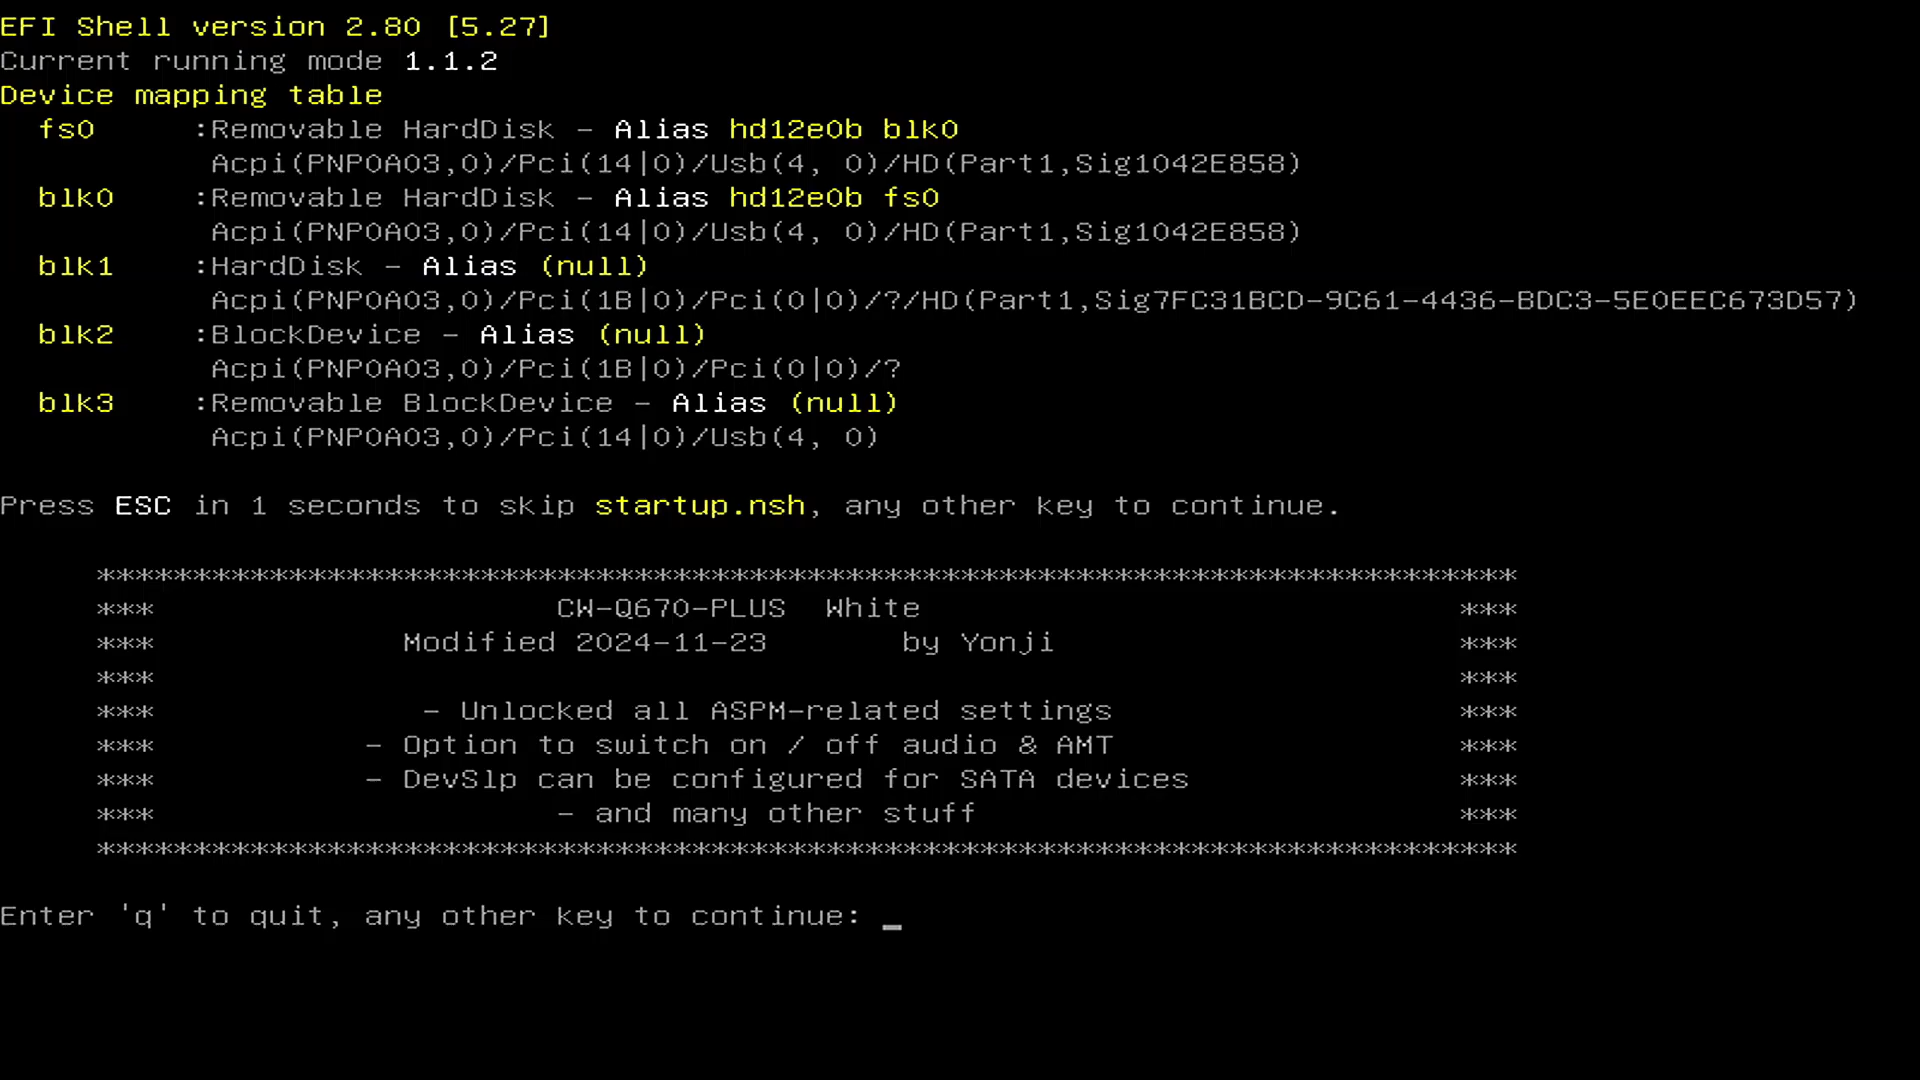 EFI Shell version 2.80 [5.27]
Current running mode 1.1.2
Device mapping table
fs0 :Removable HardDisk - Alias hd12e0b blk0
Acpi(PNP0A03,0)/Pci(14|0)/Usb(4, 0)/HD(Part1,Sig1042E858)
blk0 :Removable HardDisk - Alias hd12e0b fs0
Acpi(PNP0A03,0)/Pci(14|0)/Usb(4, 0)/HD(Part1,Sig1042E858)
blk1 :HardDisk - Alias (null)
Acpi(PNP0A03,0)/Pci(1B|0)/Pci(0|0)/?/HD(Part1,Sig7FC31BCD-9C61-4436-BDC3-5E0EEC673D57)
blk2 :BlockDevice - Alias (null)
Acpi(PNP0A03,0)/Pci(1B|0)/Pci(0|0)/?
blk3 :Removable BlockDevice - Alias (null)
Acpi(PNP0A03,0)/Pci(14|0)/Usb(4, 0)
Press ESC in 1 seconds to skip startup.nsh, any other key to continue.
**************************************************************************
*** CW-Q670-PLUS White ***
*** Modified 2024-11-23 by Yonji ***
*** ***
*** - Unlocked all ASPM-related settings ***
*** - Option to switch on / off audio & AMT ***
*** - DevSlp can be configured for SATA devices ***
*** - and many other stuff ***
**************************************************************************
Enter 'q' to quit, any other key to continue: _